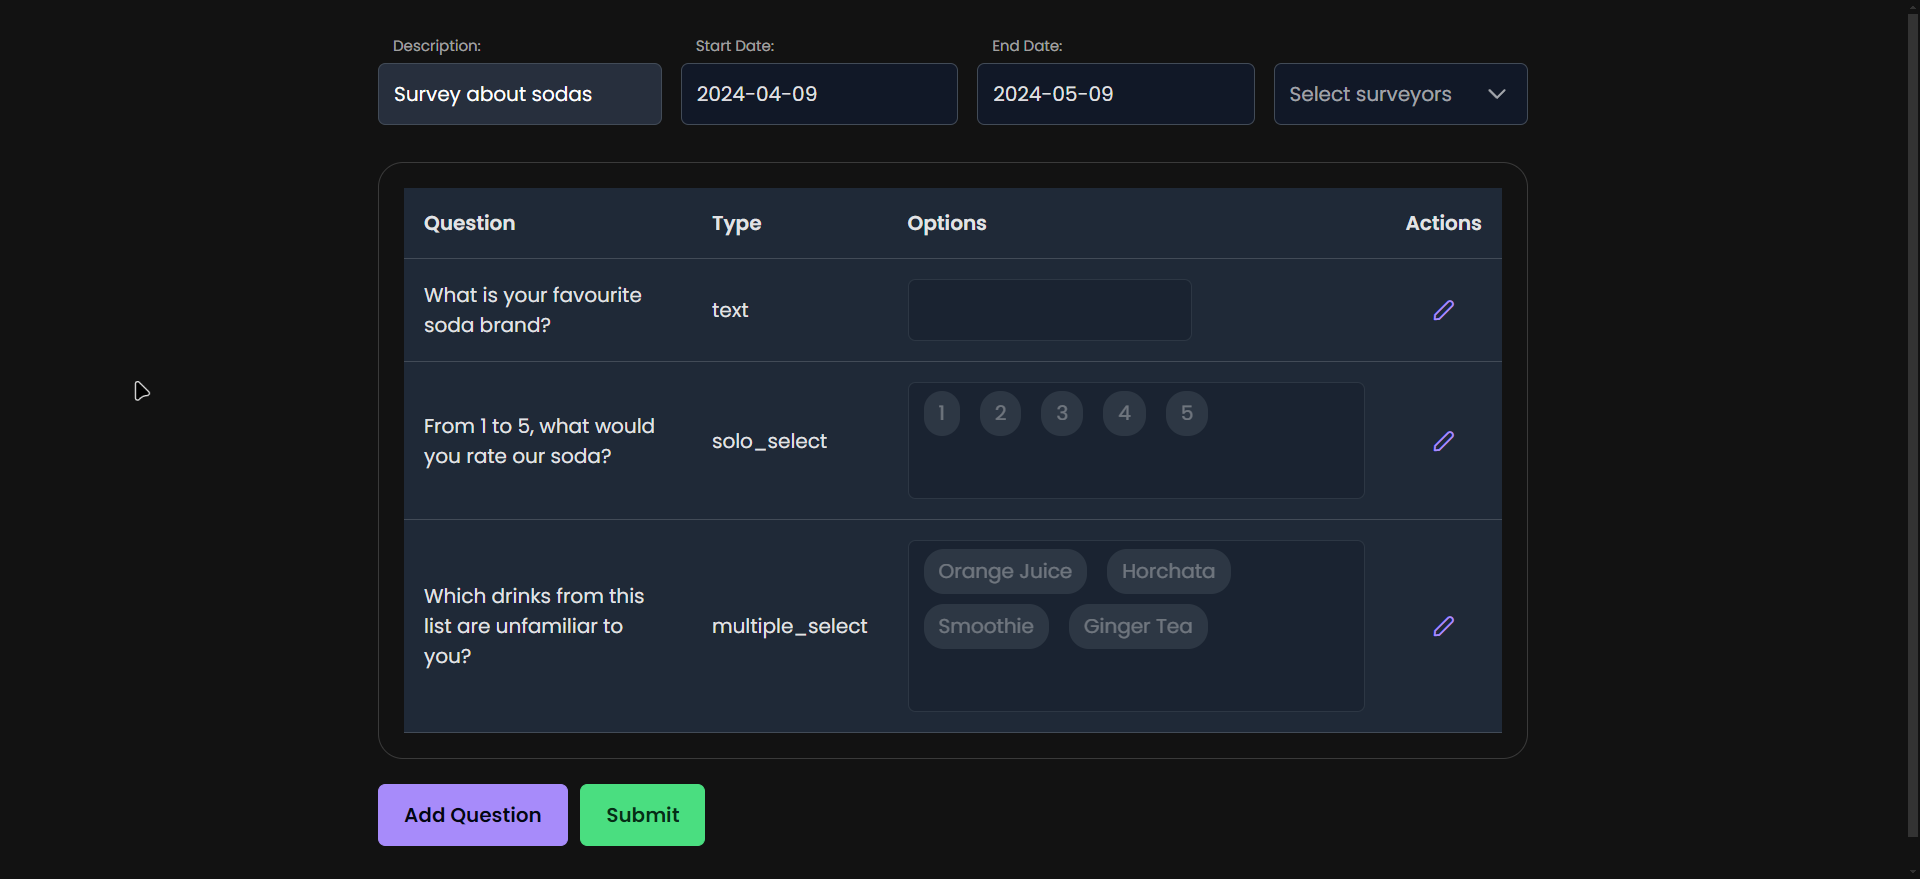 Description:
Start Date:
End Date:
Survey about sodas
2024-04-09
2024-05-09
Select surveyors
Question
Type
Options
Actions
What is your favourite
soda brand?
text
From 1 to 5, what would
you rate our soda?
solo_select
1
2
3
4
5
Which drinks from this
list are unfamiliar to
you?
multiple_select
Orange Juice
Horchata
Smoothie
Ginger Tea
Add Question
Submit